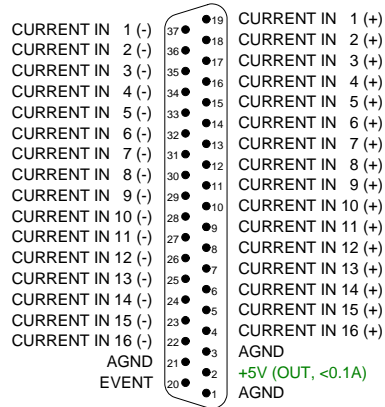 CURRENT IN 1 (-) 37 19 CURRENT IN 1 (+)
CURRENT IN 2 (-) 36 18 CURRENT IN 2 (+)
CURRENT IN 3 (-) 35 17 CURRENT IN 3 (+)
CURRENT IN 4 (-) 34 16 CURRENT IN 4 (+)
CURRENT IN 5 (-) 33 15 CURRENT IN 5 (+)
CURRENT IN 6 (-) 32 14 CURRENT IN 6 (+)
CURRENT IN 7 (-) 31 13 CURRENT IN 7 (+)
CURRENT IN 8 (-) 30 12 CURRENT IN 8 (+)
CURRENT IN 9 (-) 29 11 CURRENT IN 9 (+)
CURRENT IN 10 (-) 28 10 CURRENT IN 10 (+)
CURRENT IN 11 (-) 27 9 CURRENT IN 11 (+)
CURRENT IN 12 (-) 26 8 CURRENT IN 12 (+)
CURRENT IN 13 (-) 25 7 CURRENT IN 13 (+)
CURRENT IN 14 (-) 24 6 CURRENT IN 14 (+)
CURRENT IN 15 (-) 23 5 CURRENT IN 15 (+)
CURRENT IN 16 (-) 22 4 CURRENT IN 16 (+)
AGND 21 3 AGND
EVENT 20 2 +5V (OUT, <0.1A)
1 AGND